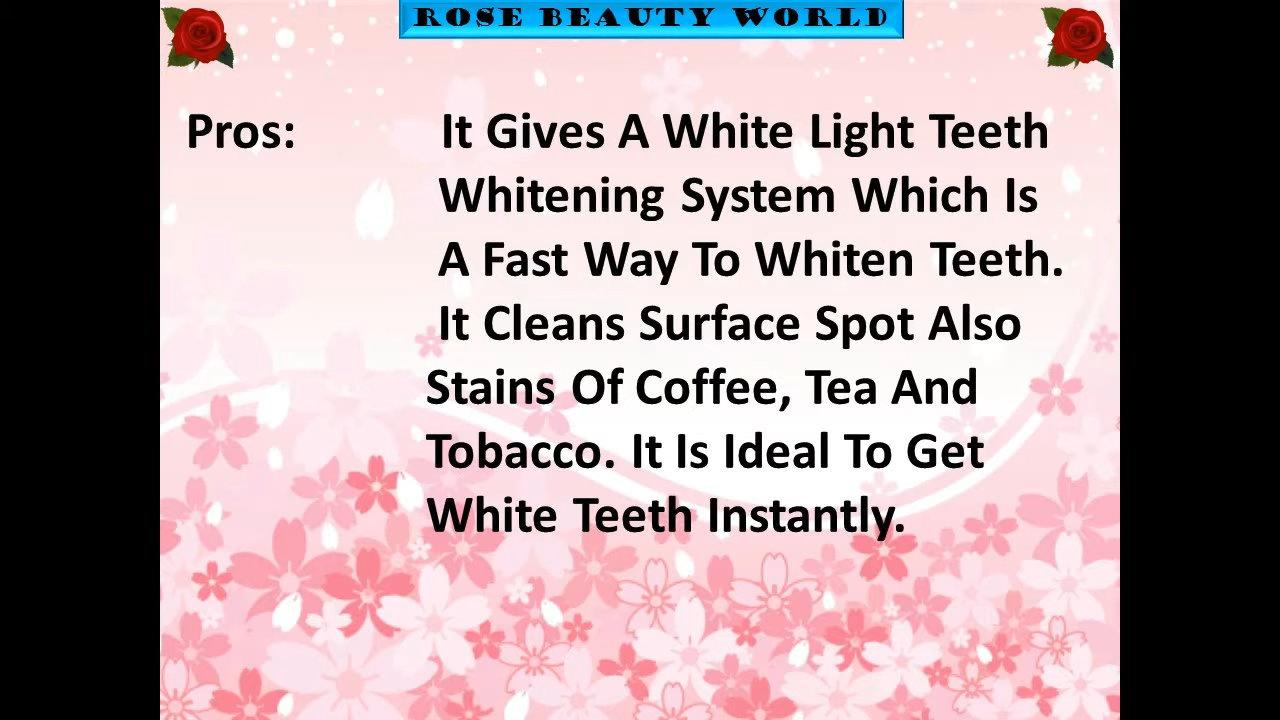 ROSE BEAUTY WORLD
Pros: It Gives A White Light Teeth
Whitening System Which Is
A Fast Way To Whiten Teeth.
It Cleans Surface Spot Also
Stains Of Coffee, Tea And
Tobacco. It Is Ideal To Get
White Teeth Instantly.